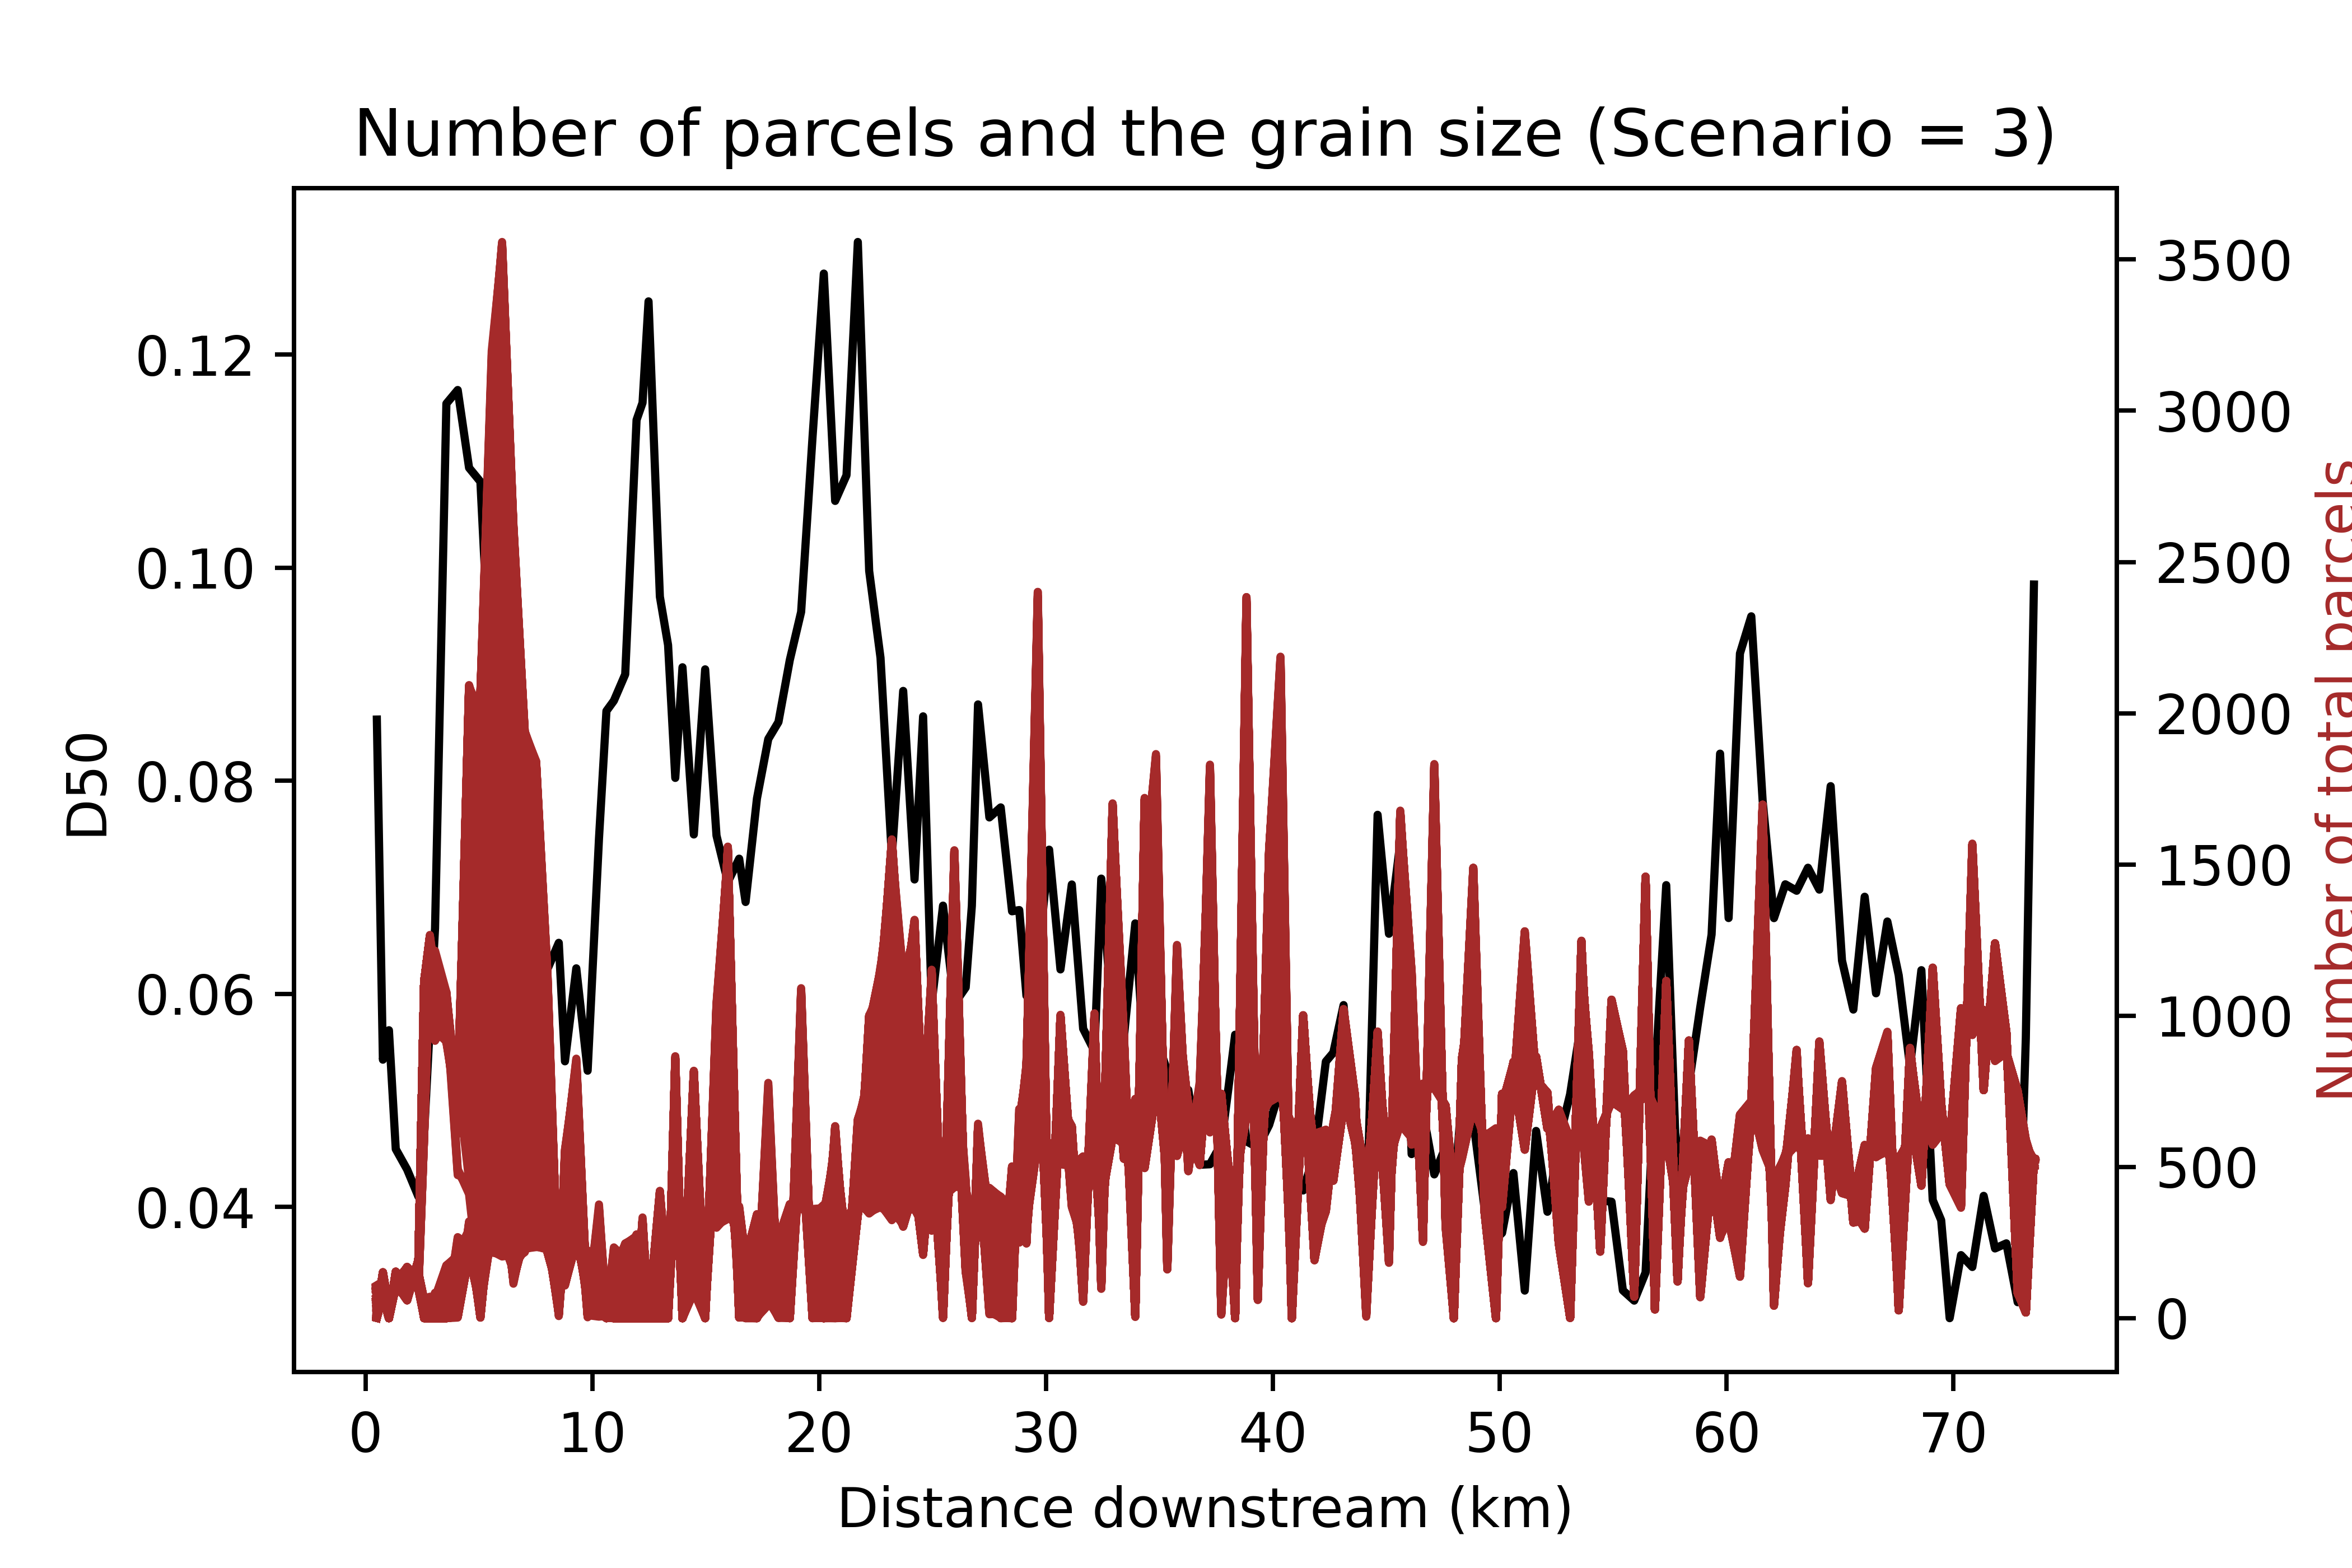 Number of parcels and the grain size (Scenario = 3)
D50
0.12
0.10
0.08
0.06
0.04
3500
3000
2500
2000
1500
1000
500
0
Number of total parcels
0 10 20 30 40 50 60 70
Distance downstream (km)